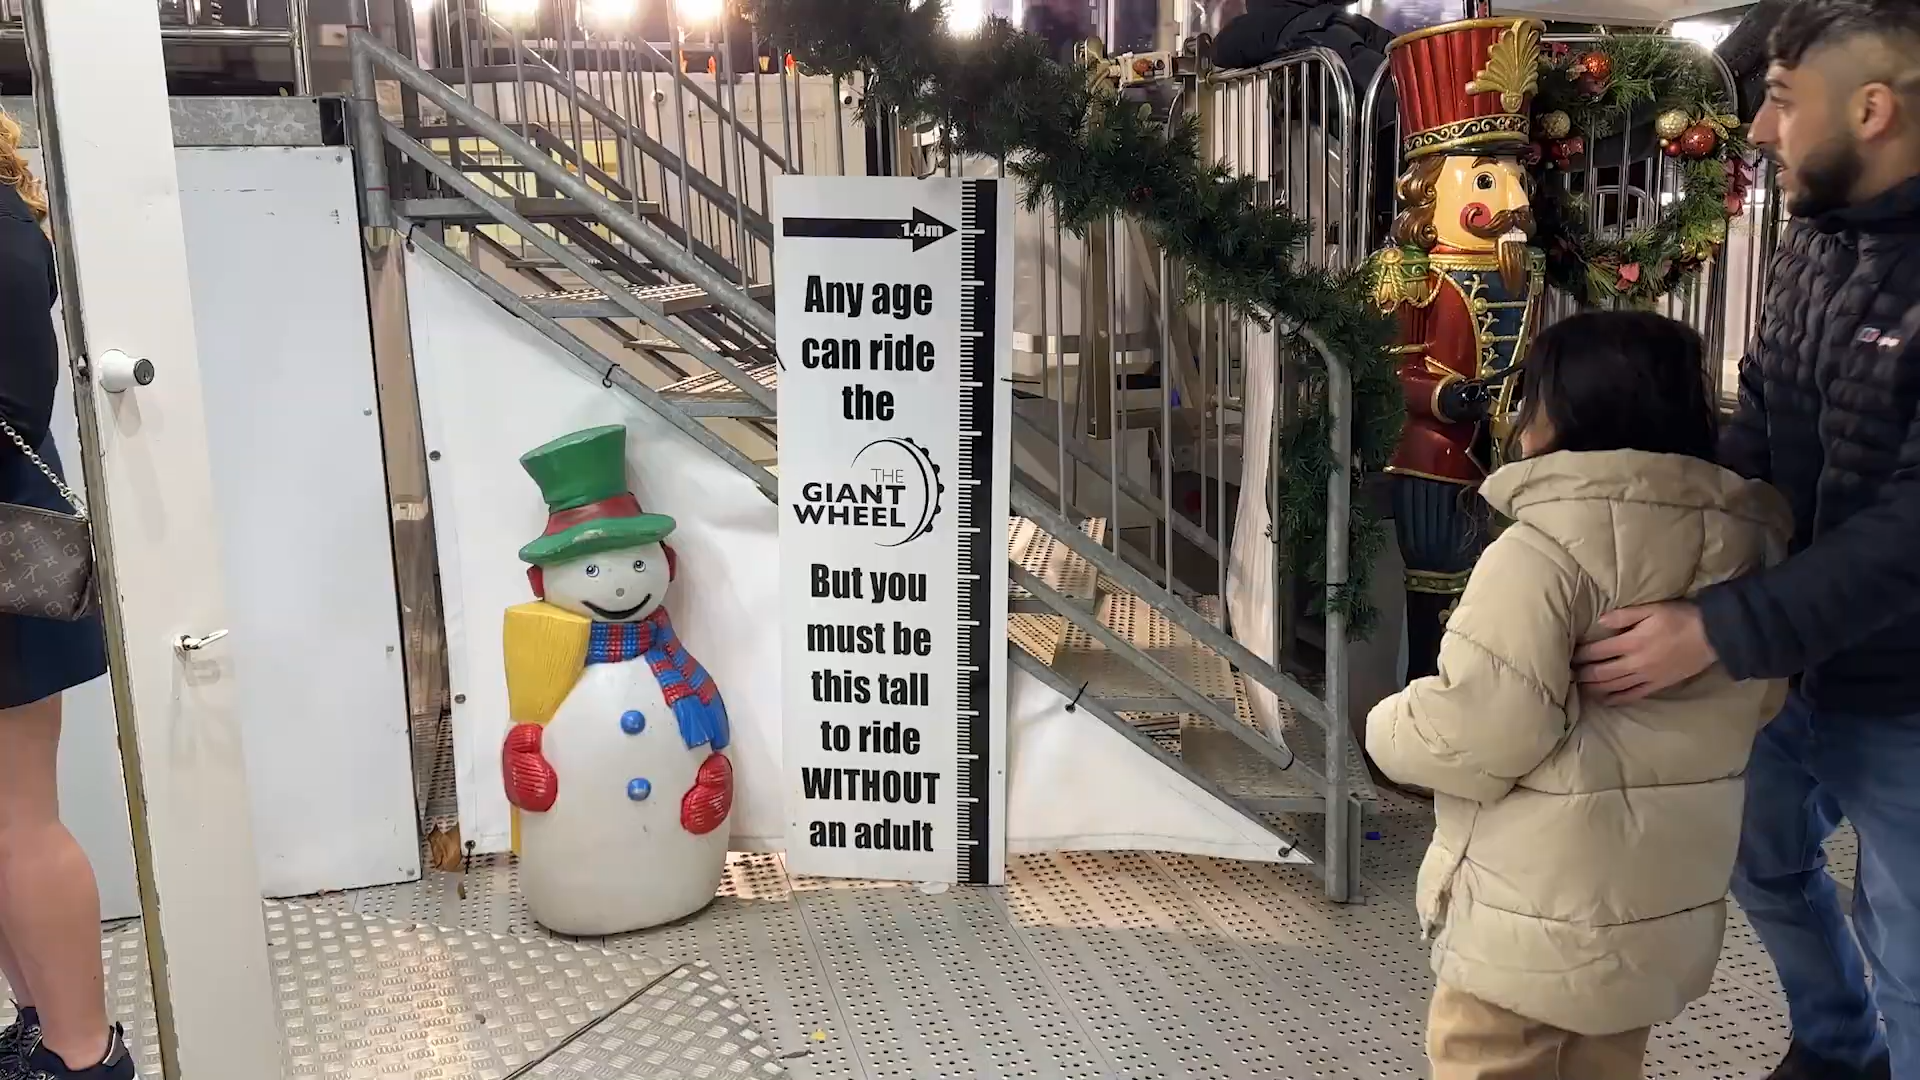 1.4m
Any age
can ride
the
THE
GIANT
WHEEL
But you
must be
this tall
to ride
WITHOUT
an adult